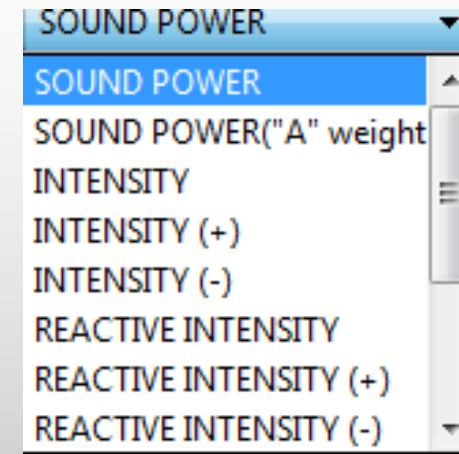 SOUND POWER
SOUND POWER
SOUND POWER("A" weight
INTENSITY
INTENSITY (+)
INTENSITY (-)
REACTIVE INTENSITY
REACTIVE INTENSITY (+)
REACTIVE INTENSITY (-)